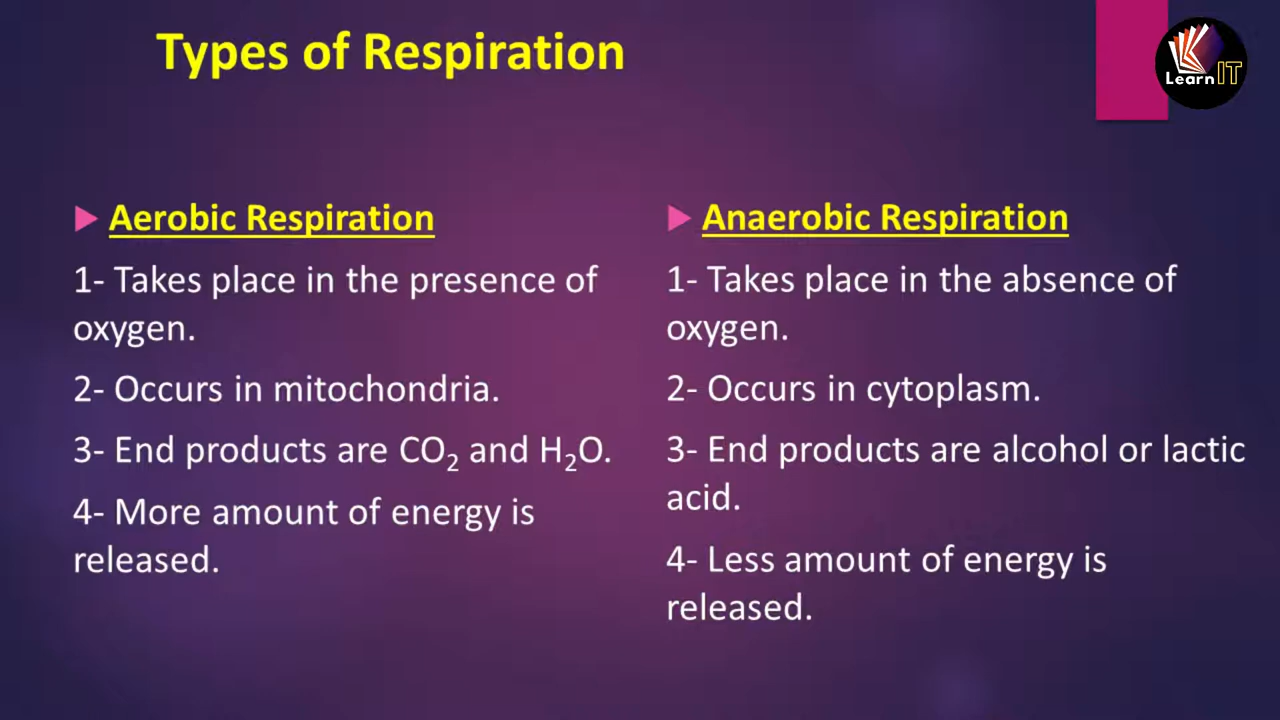 Types of Respiration
Learn IT
Aerobic Respiration
1- Takes place in the presence of
oxygen.
2- Occurs in mitochondria.
3- End products are CO₂ and H₂O.
4- More amount of energy is
released.
Anaerobic Respiration
1- Takes place in the absence of
oxygen.
2- Occurs in cytoplasm.
3- End products are alcohol or lactic
acid.
4- Less amount of energy is
released.